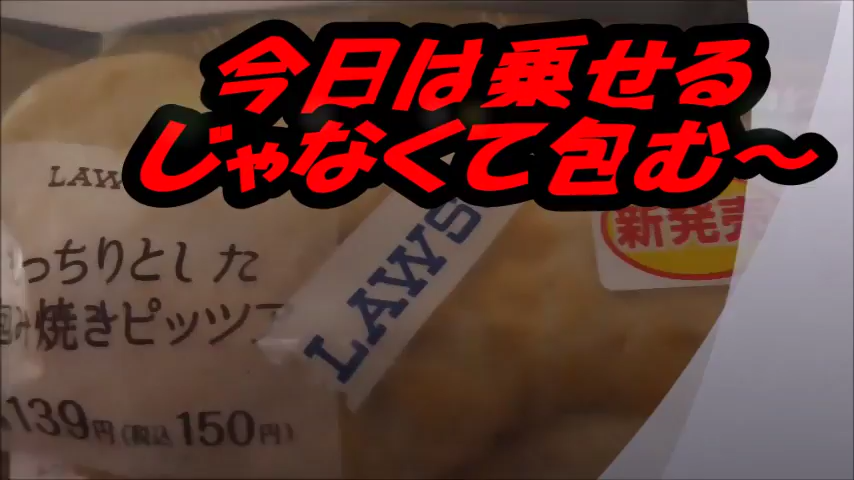 今日は乗せる
じゃなくて包む〜
LAW
新発売
LAWS
っちりとした
包み焼きピッツァ
139円(税込150円)